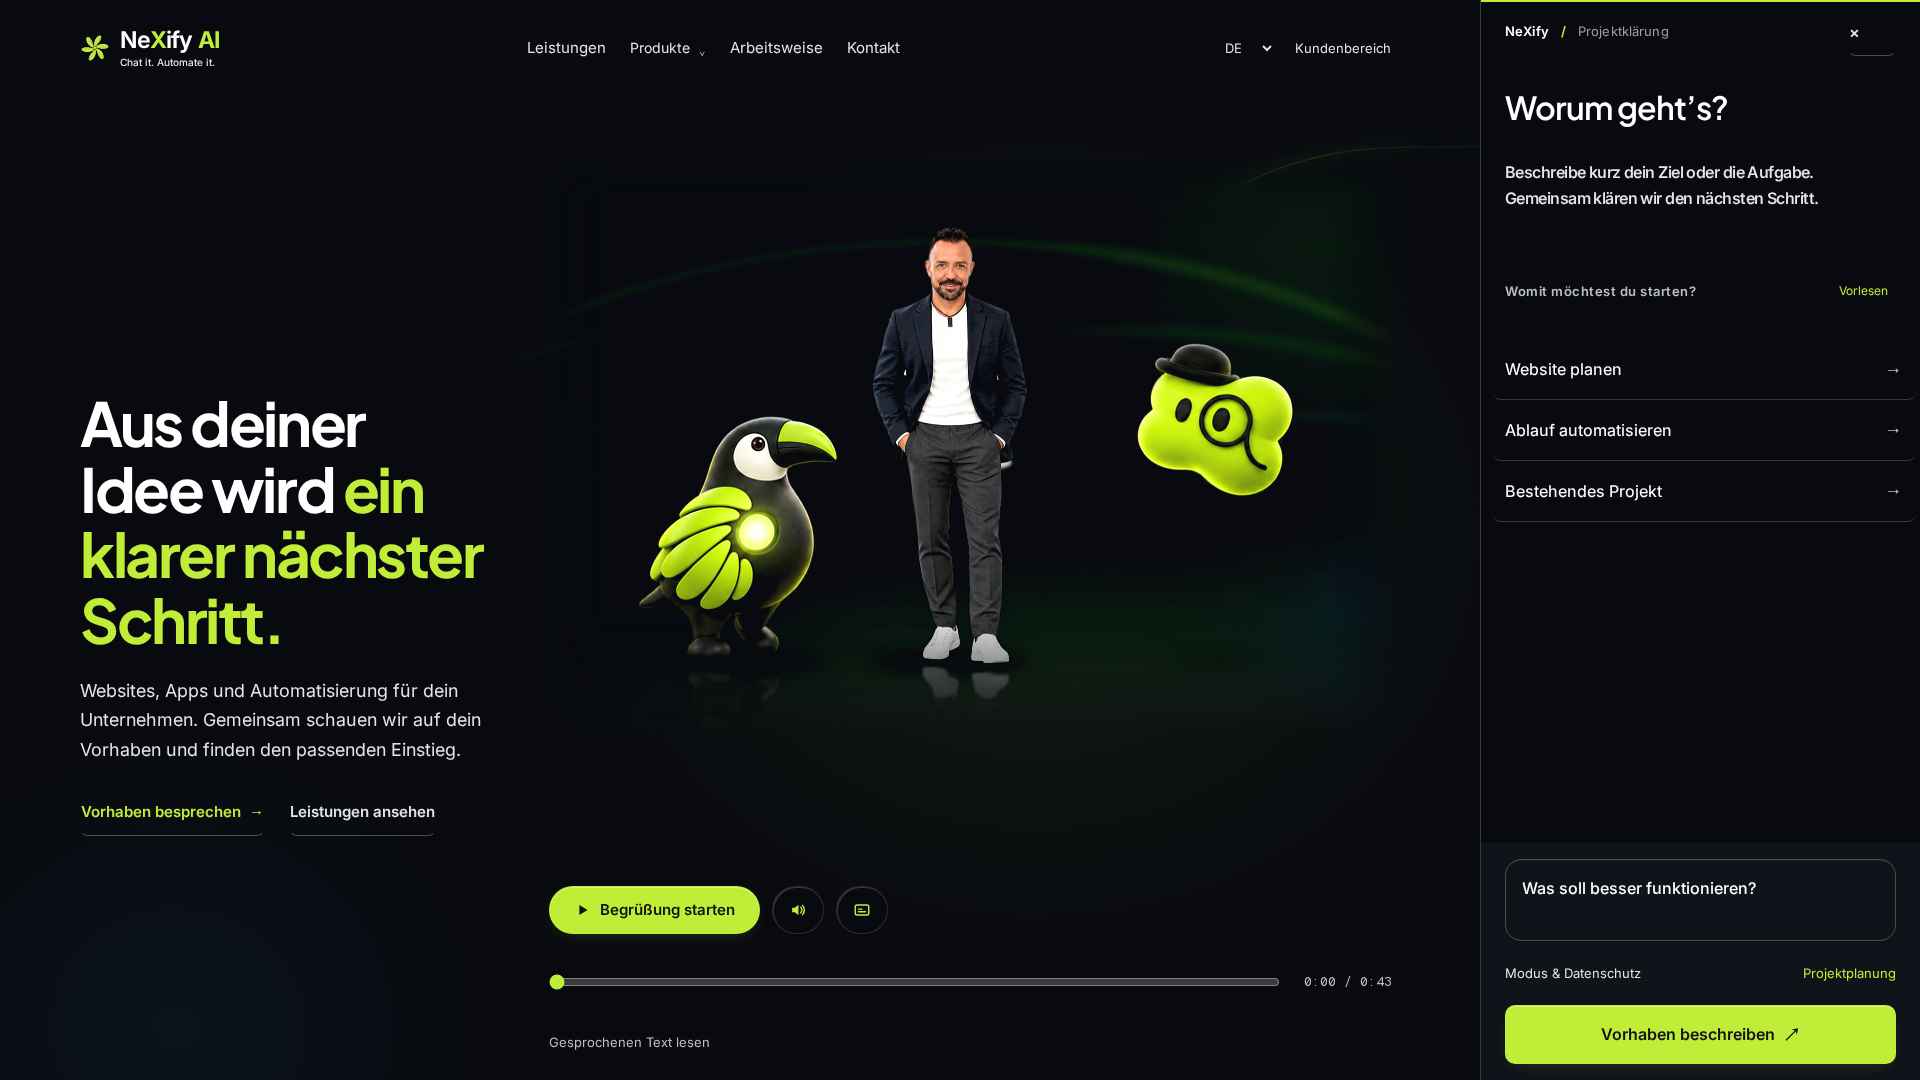 NeXify AI
Chat it. Automate it.
Leistungen
Produkte
Arbeitsweise
Kontakt
DE
Kundenbereich
Aus deiner
Idee wird ein
klarer nächster
Schritt.
Websites, Apps und Automatisierung für dein
Unternehmen. Gemeinsam schauen wir auf dein
Vorhaben und finden den passenden Einstieg.
Vorhaben besprechen →
Leistungen ansehen
Begrüßung starten
0:00 / 0:43
Gesprochenen Text lesen
NeXify / Projektklärung
×
Worum geht’s?
Beschreibe kurz dein Ziel oder die Aufgabe.
Gemeinsam klären wir den nächsten Schritt.
Womit möchtest du starten?
Vorlesen
Website planen →
Ablauf automatisieren →
Bestehendes Projekt →
Was soll besser funktionieren?
Modus & Datenschutz
Projektplanung
Vorhaben beschreiben ↗